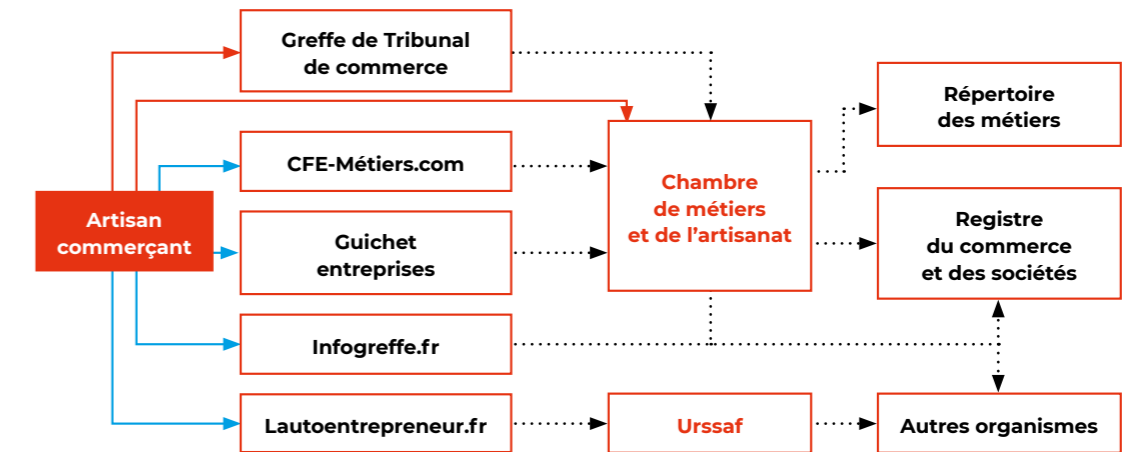 Greffe de Tribunal
de commerce
CFE-Métiers.com
Artisan
commerçant
Guichet
entreprises
Infogreffe.fr
Lautoentrepreneur.fr
Chambre
de métiers
et de l’artisanat
Urssaf
Répertoire
des métiers
Registre
du commerce
et des sociétés
Autres organismes